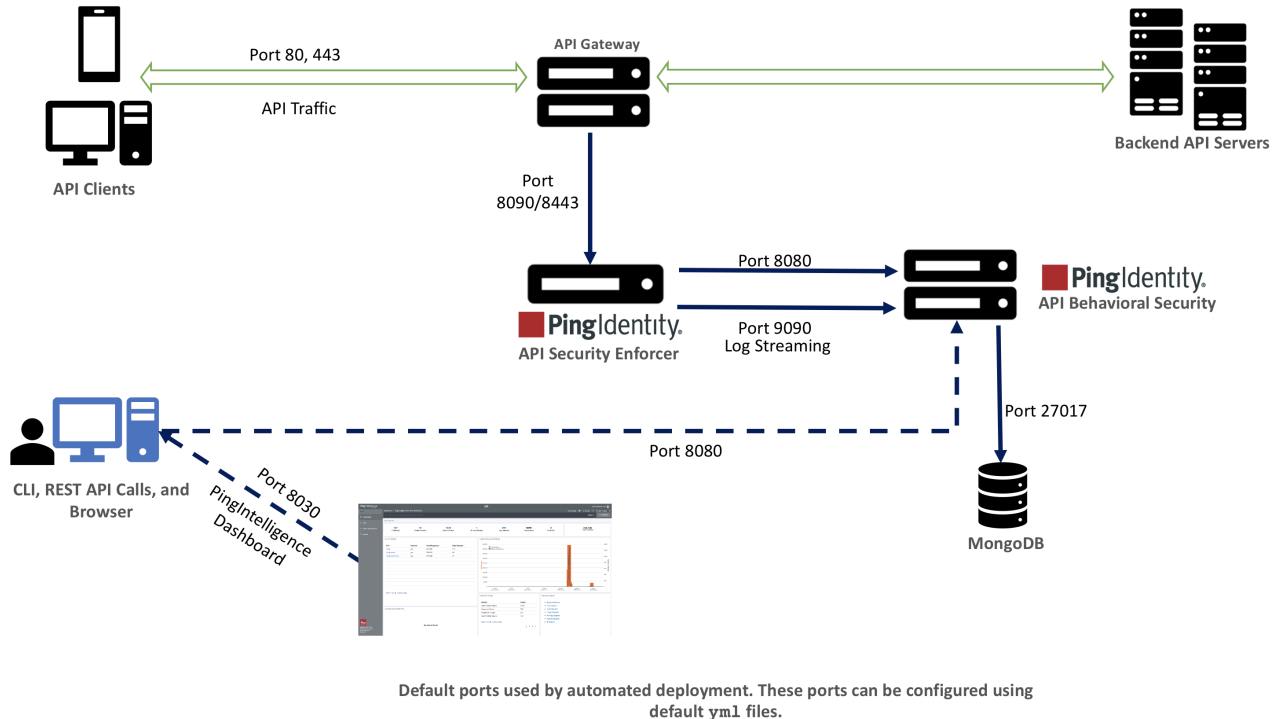 API Gateway
Port 80, 443
API Traffic
API Clients
Backend API Servers
Port
8090/8443
Port 8080
PingIdentity.
API Behavioral Security
Port 9090
Log Streaming
PingIdentity.
API Security Enforcer
Port 27017
Port 8080
CLI, REST API Calls, and
Browser
Port 8030
PingIntelligence
Dashboard
MongoDB
Default ports used by automated deployment. These ports can be configured using
default yml files.